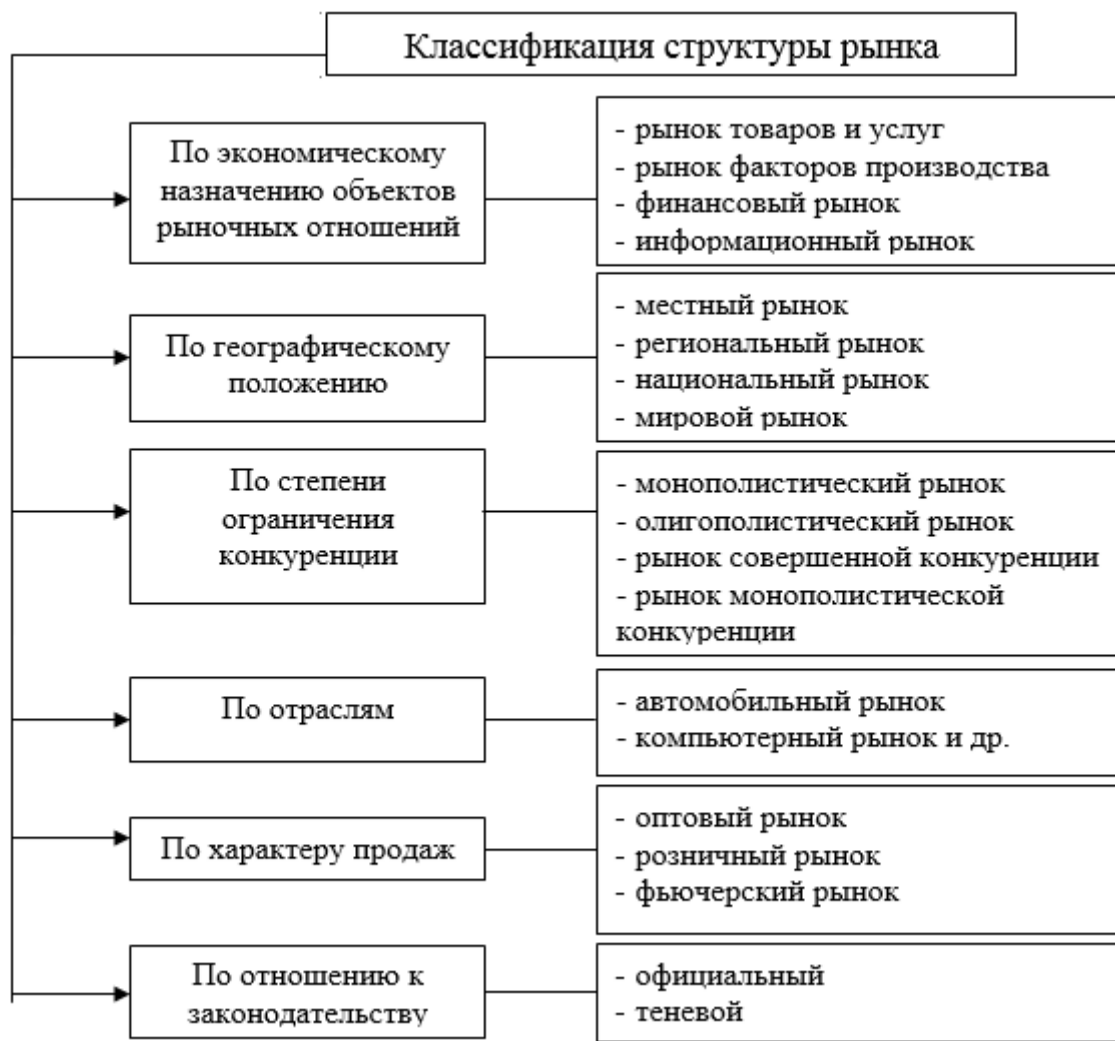 Классификация структуры рынка
По экономическому
назначению объектов
рыночных отношений
- рынок товаров и услуг
- рынок факторов производства
- финансовый рынок
- информационный рынок
По географическому
положению
- местный рынок
- региональный рынок
- национальный рынок
- мировой рынок
По степени
ограничения
конкуренции
- монополистический рынок
- олигополистический рынок
- рынок совершенной конкуренции
- рынок монополистической
конкуренции
По отраслям
- автомобильный рынок
- компьютерный рынок и др.
По характеру продаж
- оптовый рынок
- розничный рынок
- фьючерский рынок
По отношению к
законодательству
- официальный
- теневой